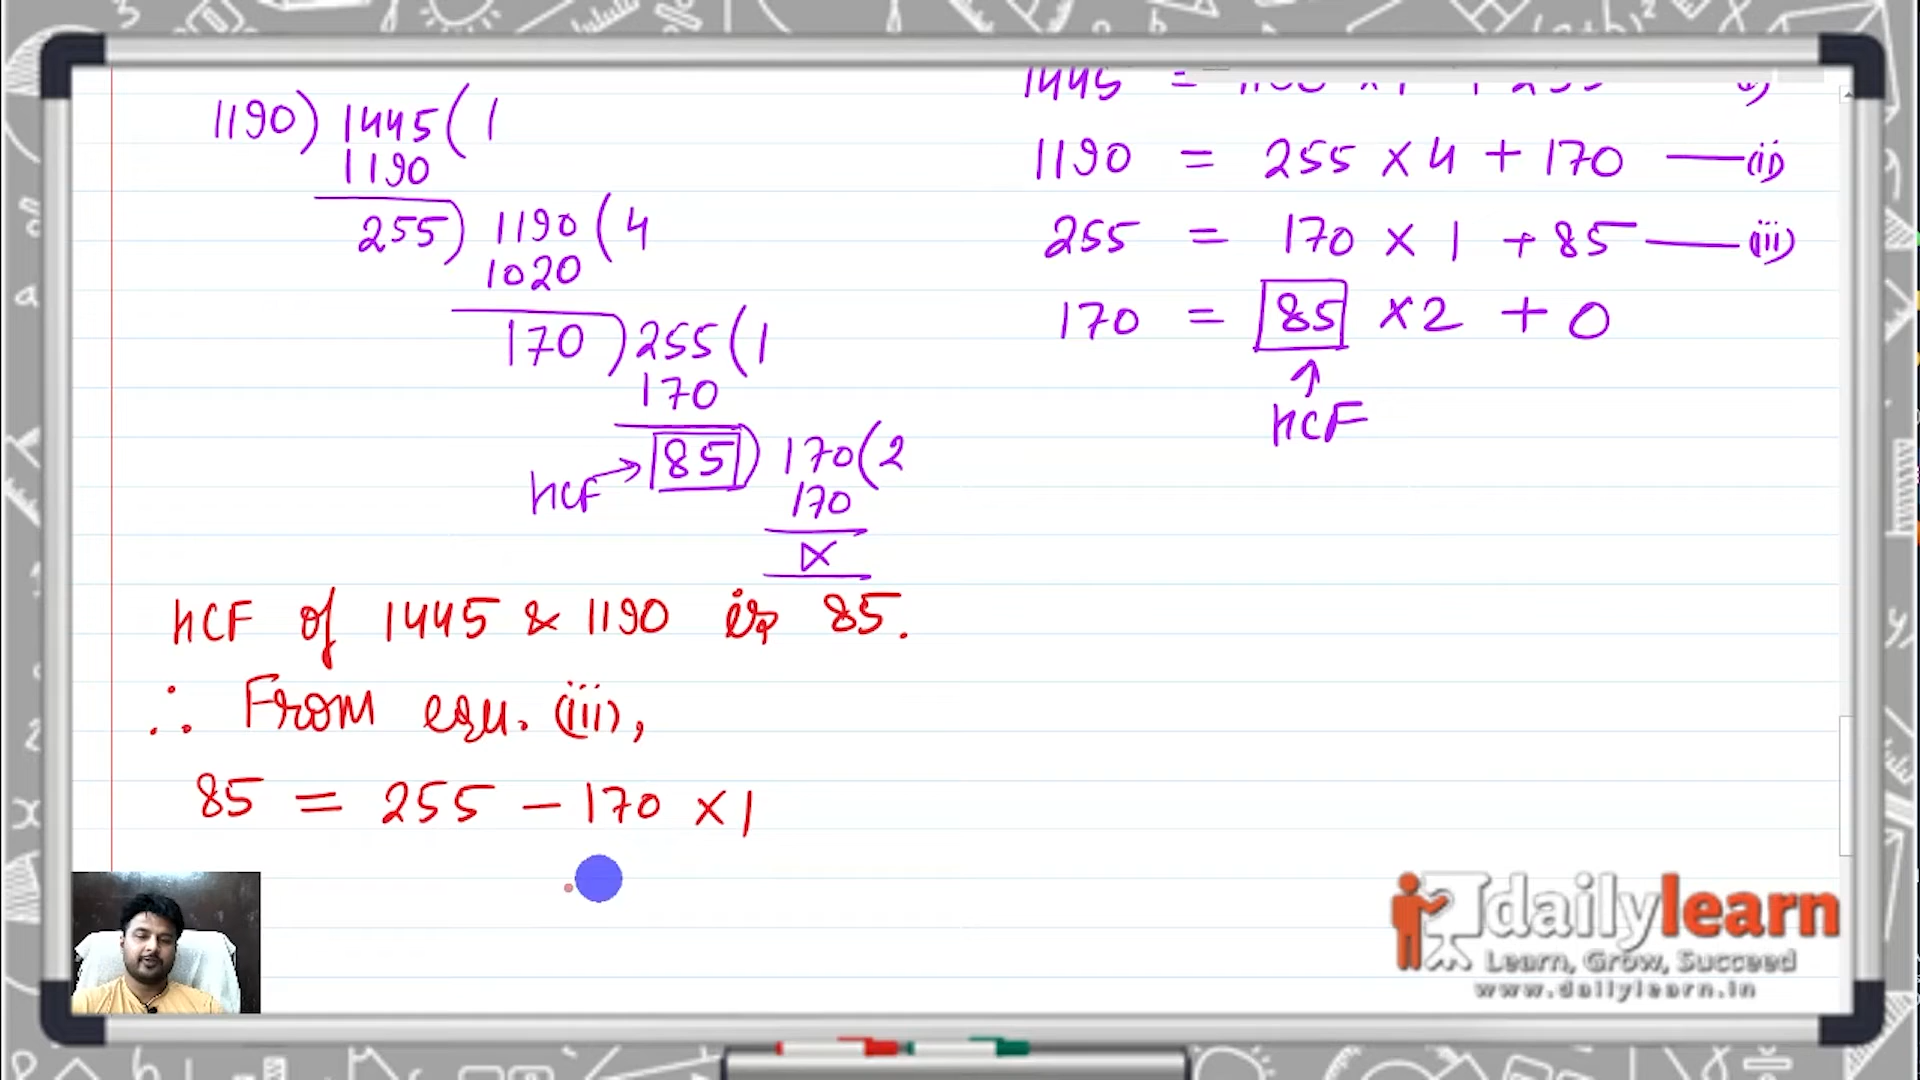 1190) 1445 ( 1
1190
255) 1190 ( 4
1020
170 ) 255 ( 1
170
HCF → 85) 170 ( 2
170
×
1445 =
1190 = 255 × 4 + 170 — (ii)
255 = 170 × 1 + 85 — (iii)
170 = 85 × 2 + 0
↑
HCF
HCF of 1445 & 1190 is 85.
∴ From equ. (iii),
85 = 255 – 170 × 1
dailylearn
Learn, Grow, Succeed
www.dailylearn.in